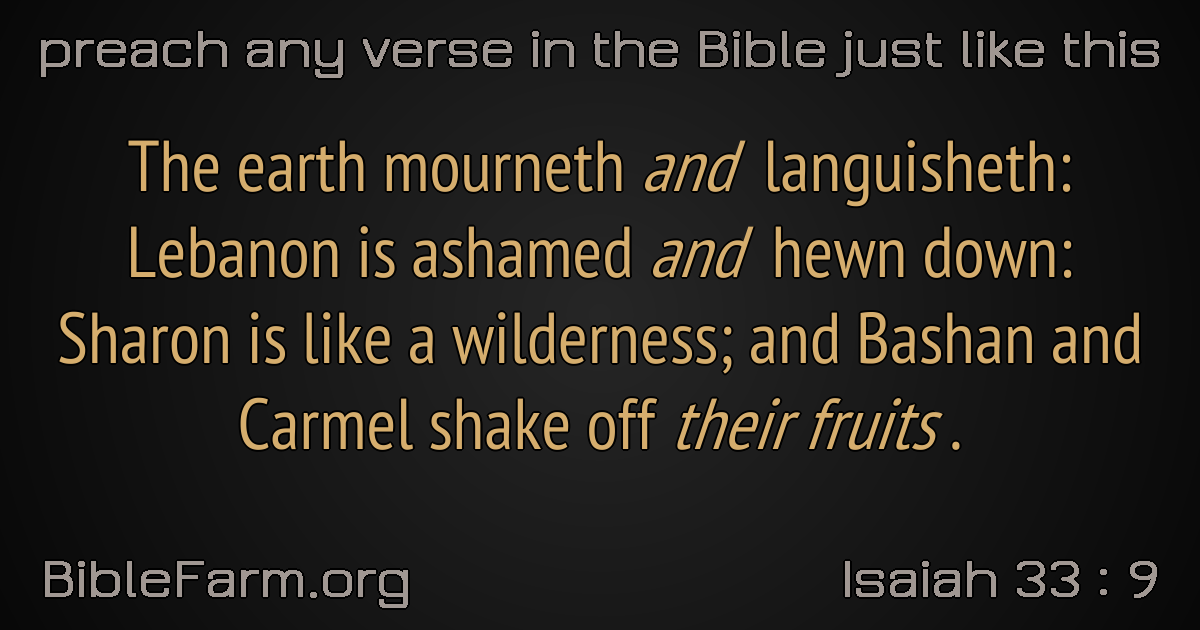 preach any verse in the Bible just like this
The earth mourneth and languisheth:
Lebanon is ashamed and hewn down:
Sharon is like a wilderness; and Bashan and
Carmel shake off their fruits .
BibleFarm.org
Isaiah 33 : 9